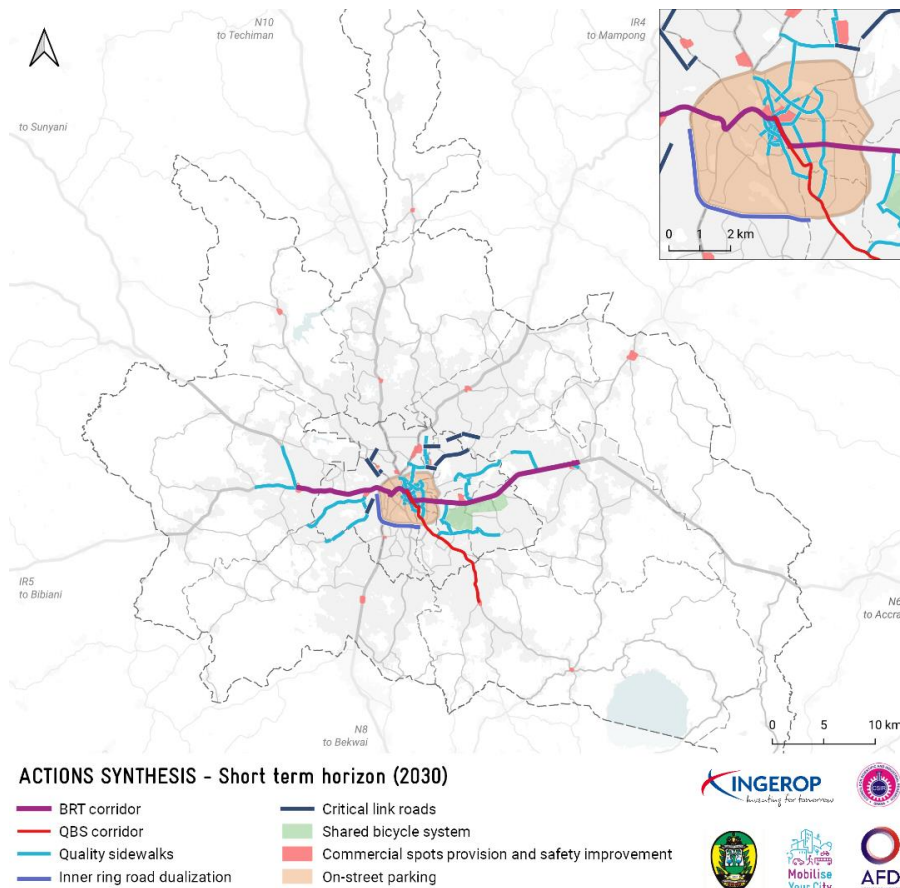 N10
to Techiman
IR4
to Mampong
to Sunyani
0 1 2 km
IR5
to Bibiani
N6
to Accra
N8
to Bekwai
0 5 10 km
ACTIONS SYNTHESIS - Short term horizon (2030)
BRT corridor
QBS corridor
Quality sidewalks
Inner ring road dualization
Critical link roads
Shared bicycle system
Commercial spots provision and safety improvement
On-street parking
INGEROP
Inventing for tomorrow
CSIR
Mobilise
Your City
AFD